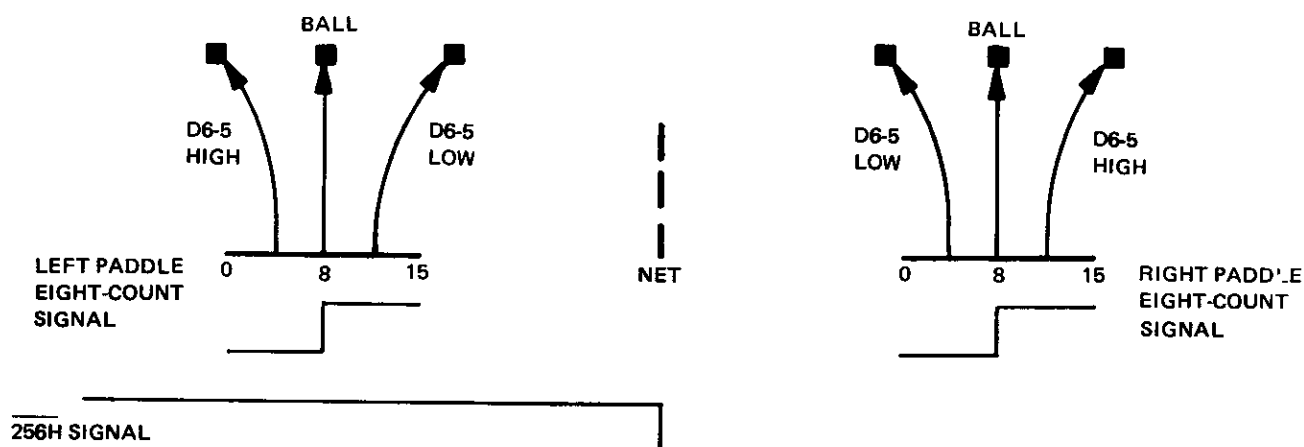 BALL
D6-5
HIGH
D6-5
LOW
0
8
15
LEFT PADDLE
EIGHT-COUNT
SIGNAL
NET
BALL
D6-5
LOW
D6-5
HIGH
0
8
15
RIGHT PADDLE
EIGHT-COUNT
SIGNAL
256H SIGNAL